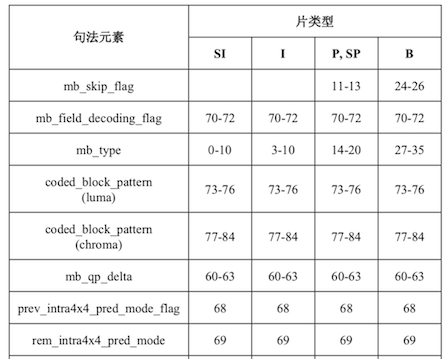 句法元素
片类型
SI I P, SP B
mb_skip_flag 11-13 24-26
mb_field_decoding_flag 70-72 70-72 70-72 70-72
mb_type 0-10 3-10 14-20 27-35
coded_block_pattern
(luma) 73-76 73-76 73-76 73-76
coded_block_pattern
(chroma) 77-84 77-84 77-84 77-84
mb_qp_delta 60-63 60-63 60-63 60-63
prev_intra4x4_pred_mode_flag 68 68 68 68
rem_intra4x4_pred_mode 69 69 69 69